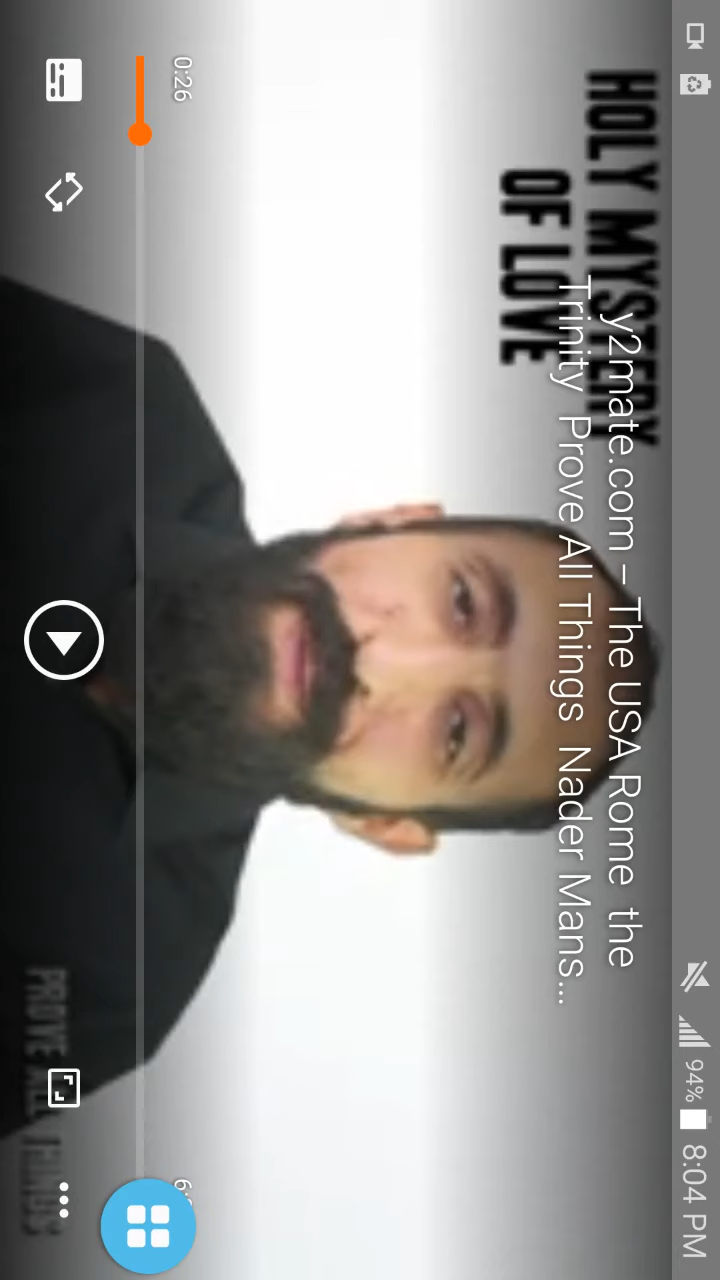 94% 8:04 PM
y2mate.com – The USA Rome the
Trinity Prove All Things Nader Mans...
HOLY MYSTERY
OF LOVE
0:26
PROVE ALL THINGS